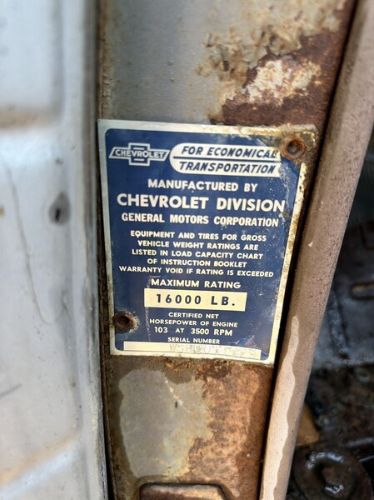 CHEVROLET
FOR ECONOMICAL
TRANSPORTATION
MANUFACTURED BY
CHEVROLET DIVISION
GENERAL MOTORS CORPORATION
EQUIPMENT AND TIRES FOR GROSS
VEHICLE WEIGHT RATINGS ARE
LISTED IN LOAD CAPACITY CHART
OF INSTRUCTION BOOKLET
WARRANTY VOID IF RATING IS EXCEEDED
MAXIMUM RATING
16000 LB.
CERTIFIED NET
HORSEPOWER OF ENGINE
103 AT 3500 RPM
SERIAL NUMBER